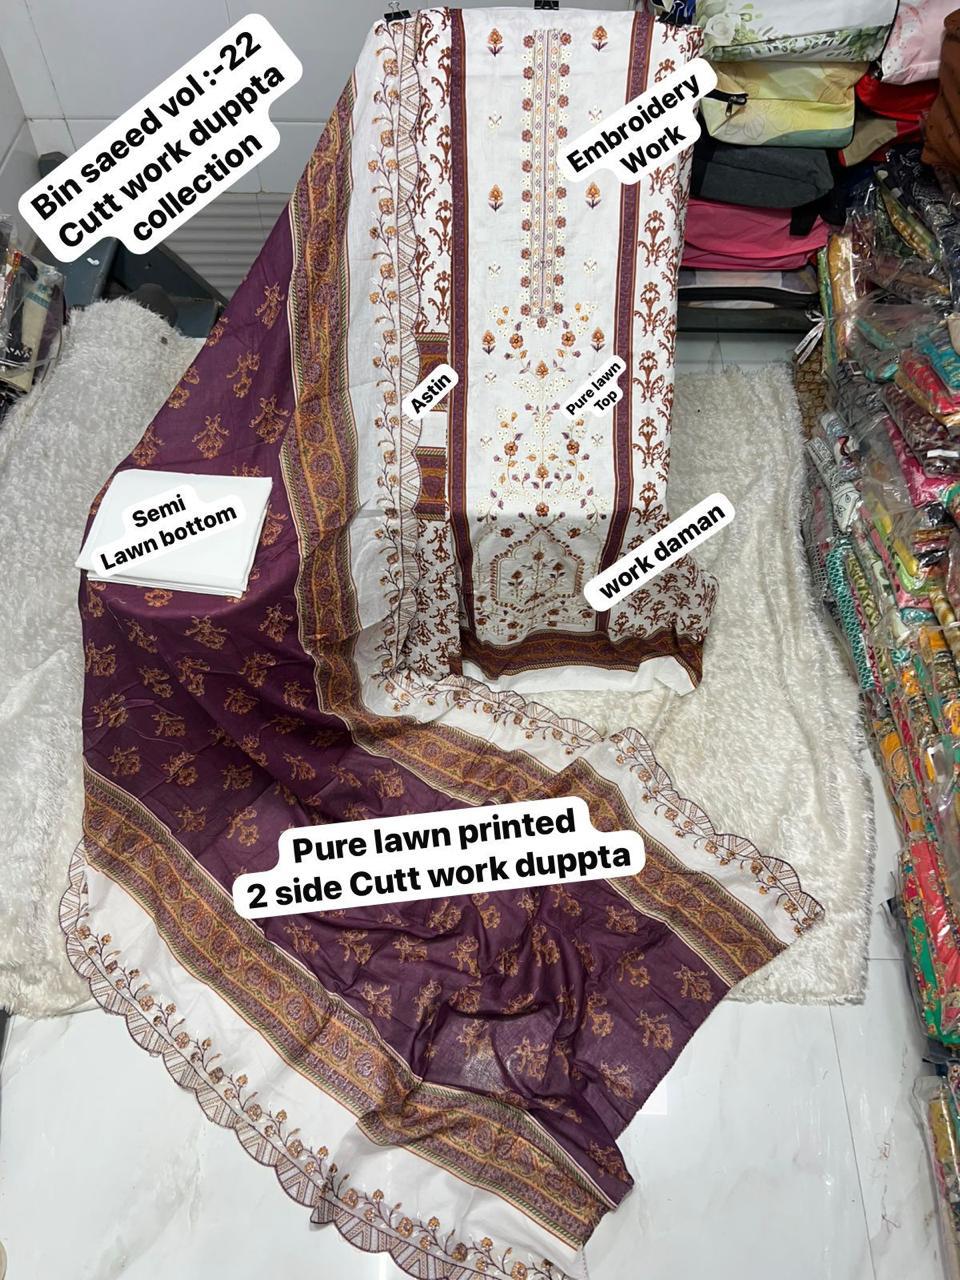 Bin saeed vol :-22
Cutt work duppta
collection
Embroidery
Work
Astin
Pure lawn
Top
Semi
Lawn bottom
work daman
Pure lawn printed
2 side Cutt work duppta